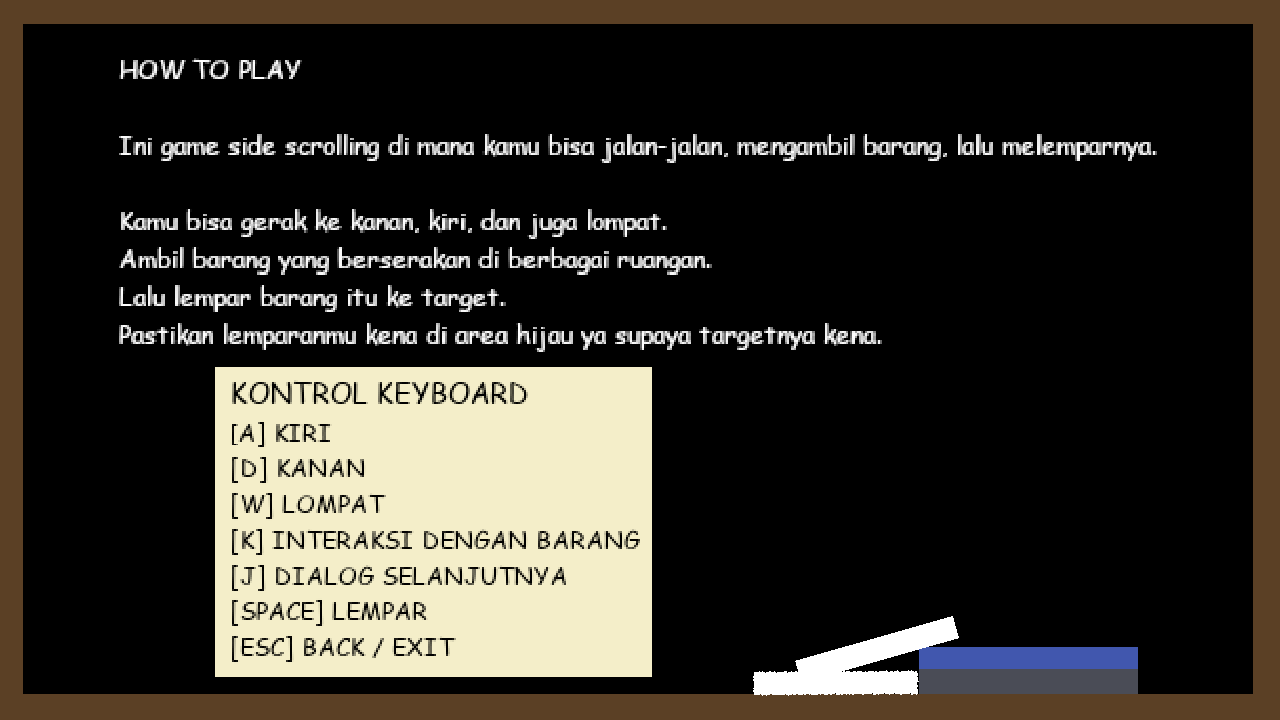 HOW TO PLAY
Ini game side scrolling di mana kamu bisa jalan-jalan, mengambil barang, lalu melemparnya.
Kamu bisa gerak ke kanan, kiri, dan juga lompat.
Ambil barang yang berserakan di berbagai ruangan.
Lalu lempar barang itu ke target.
Pastikan lemparanmu kena di area hijau ya supaya targetnya kena.
KONTROL KEYBOARD
[A] KIRI
[D] KANAN
[W] LOMPAT
[K] INTERAKSI DENGAN BARANG
[J] DIALOG SELANJUTNYA
[SPACE] LEMPAR
[ESC] BACK / EXIT